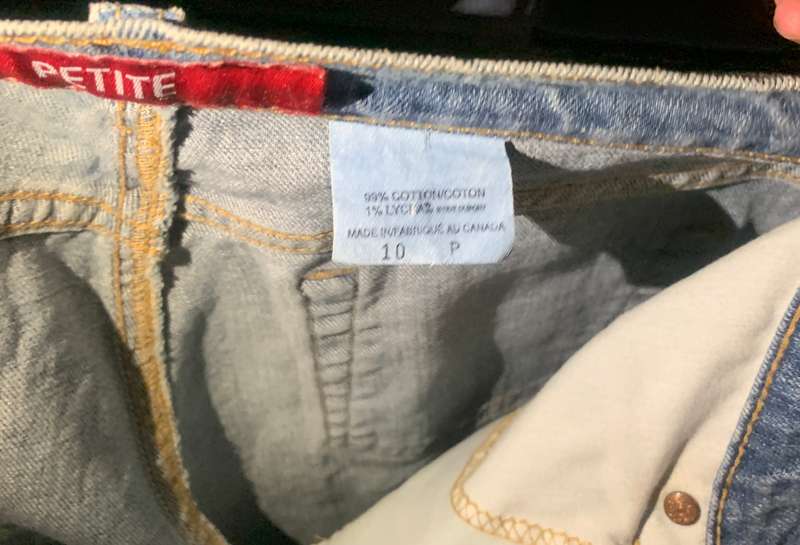 PETITE
99% COTTON/COTON
1% LYCRA
MADE IN/FABRIQUÉ AU CANADA
10 P